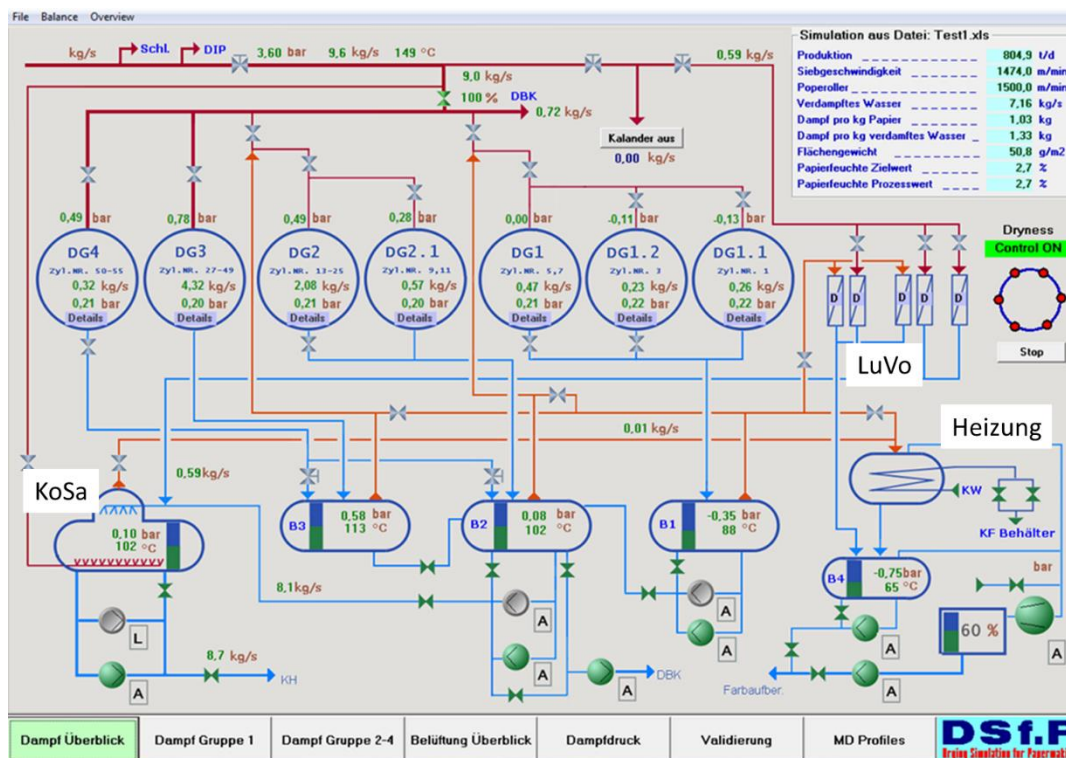 File Balance Overview
kg/s Schl. DIP 3,60 bar 9,6 kg/s 149 °C 0,59 kg/s
9,0 kg/s
100 % DBK
0,72 kg/s
Kalander aus
0,00 kg/s
Simulation aus Datei: Test1.xls
Produktion 804,9 t/d
Siebgeschwindigkeit 1474,0 m/min
Poperoller 1500,0 m/min
Verdampftes Wasser 7,16 kg/s
Dampf pro kg Papier 1,03 kg
Dampf pro kg verdamftes Wasser 1,33 kg
Flächengewicht 50,8 g/m2
Papierfeuchte Zielwert 2,7 %
Papierfeuchte Prozesswert 2,7 %
0,49 bar 0,78 bar 0,49 bar 0,28 bar 0,00 bar -0,11 bar -0,13 bar
DG4 DG3 DG2 DG2.1 DG1 DG1.2 DG1.1
Zyl.NR. 50-55 Zyl.NR. 27-49 Zyl.NR. 13-25 Zyl.NR. 9,11 Zyl.NR. 5,7 Zyl.NR. 3 Zyl.NR. 1
0,32 kg/s 4,32 kg/s 2,08 kg/s 0,57 kg/s 0,47 kg/s 0,23 kg/s 0,26 kg/s
0,21 bar 0,20 bar 0,21 bar 0,20 bar 0,21 bar 0,22 bar 0,22 bar
Details Details Details Details Details Details Details
Dryness
Control ON
D D D D D
Stop
LuVo
Heizung
0,01 kg/s
KoSa
0,59 kg/s
0,10 bar
102 °C
B3 0,58 bar
113 °C
B2 0,08 bar
102 °C
B1 -0,35 bar
88 °C
KW
KF Behälter
bar
B4 -0,75 bar
65 °C
60 %
8,1 kg/s
L A A A A A A A A
8,7 kg/s
KH
DBK
Farbaufber.
Dampf Überblick Dampf Gruppe 1 Dampf Gruppe 2-4 Belüftung Überblick Dampfdruck Validierung MD Profiles
DSf.P